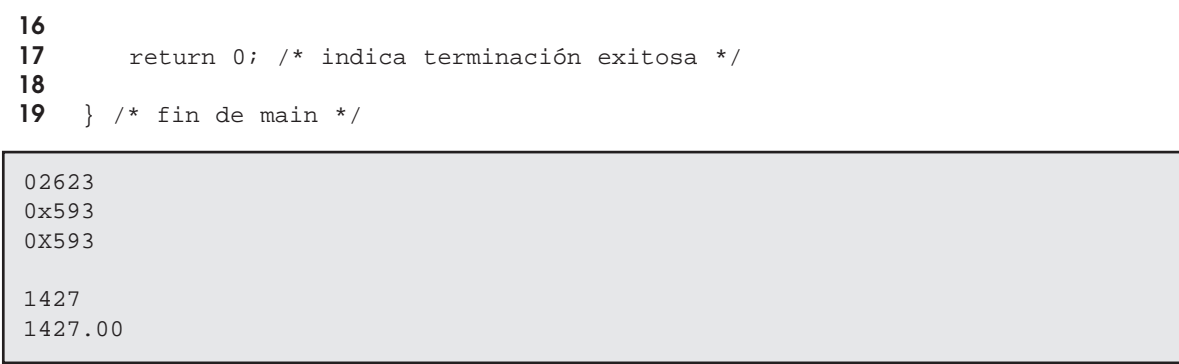 16
17 return 0; /* indica terminación exitosa */
18
19 } /* fin de main */
02623
0x593
0X593
1427
1427.00